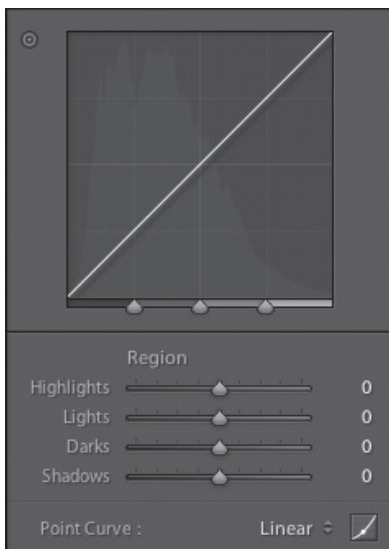 Region
Highlights 0
Lights 0
Darks 0
Shadows 0
Point Curve : Linear